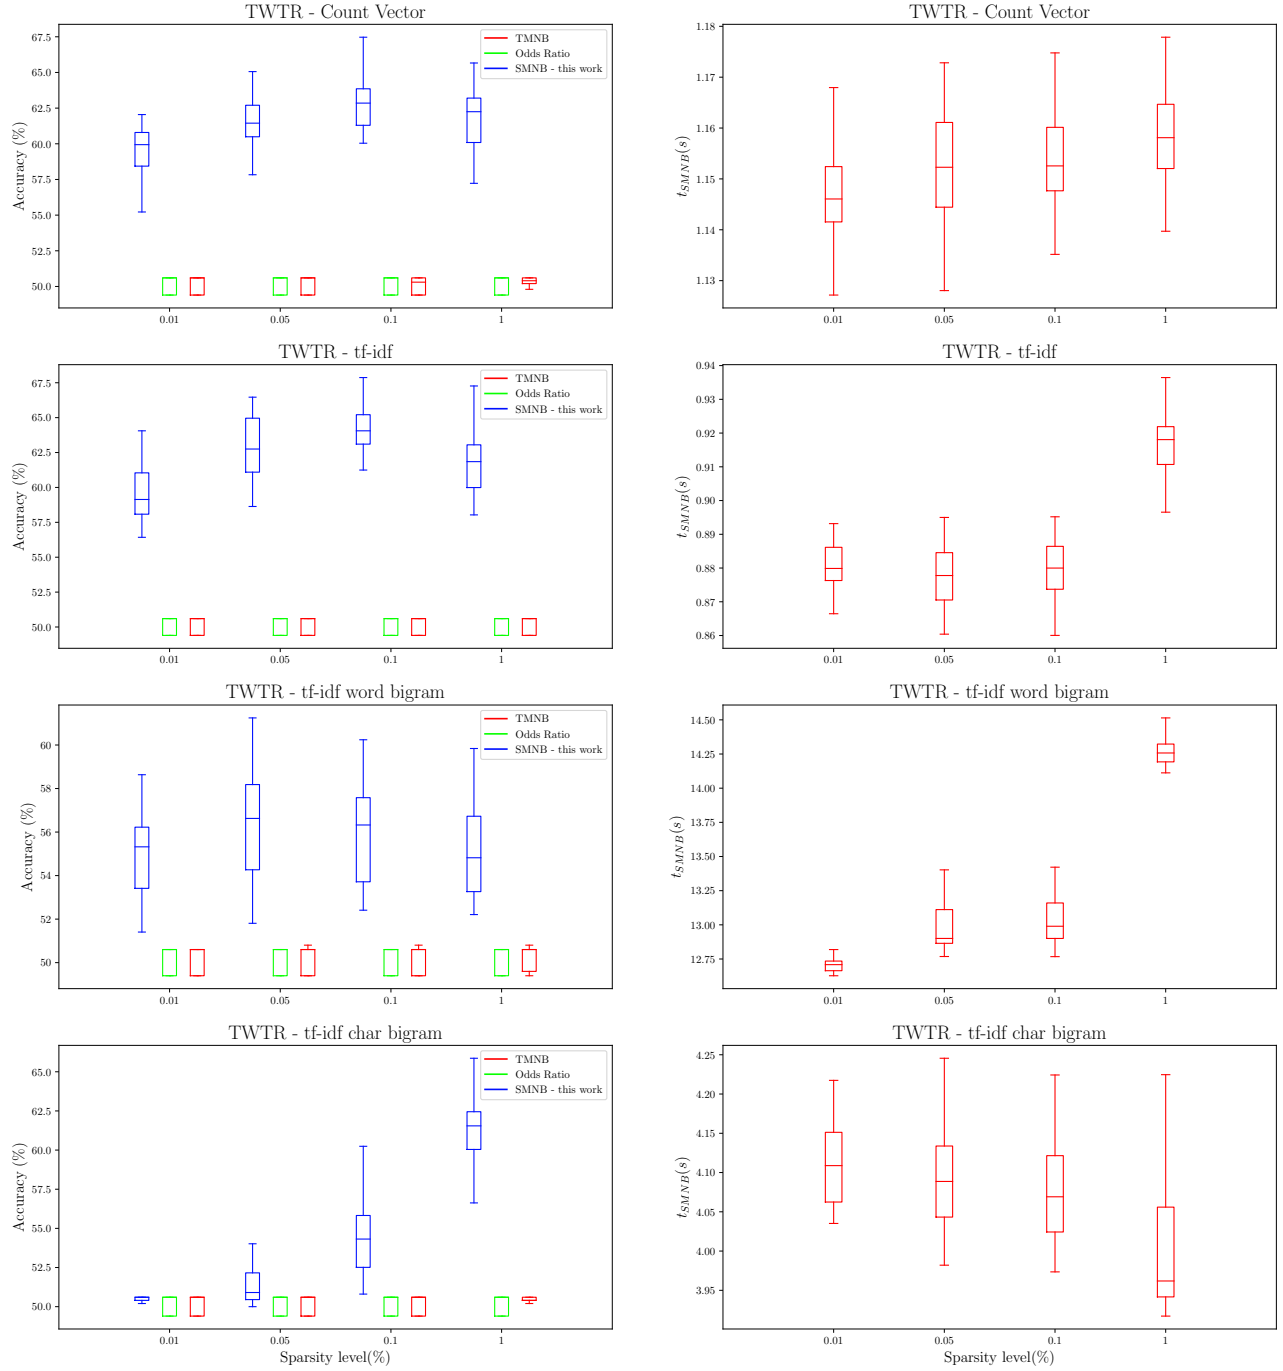 TWTR - Count Vector
67.5
65.0
62.5
60.0
57.5
55.0
52.5
50.0
Accuracy (%)
TMNB
Odds Ratio
SMNB - this work
0.01 0.05 0.1 1
TWTR - Count Vector
1.18
1.17
1.16
1.15
1.14
1.13
t_{SMNB}(s)
0.01 0.05 0.1 1
TWTR - tf-idf
67.5
65.0
62.5
60.0
57.5
55.0
52.5
50.0
Accuracy (%)
TMNB
Odds Ratio
SMNB - this work
0.01 0.05 0.1 1
TWTR - tf-idf
0.94
0.93
0.92
0.91
0.90
0.89
0.88
0.87
0.86
t_{SMNB}(s)
0.01 0.05 0.1 1
TWTR - tf-idf word bigram
60
58
56
54
52
50
Accuracy (%)
TMNB
Odds Ratio
SMNB - this work
0.01 0.05 0.1 1
TWTR - tf-idf word bigram
14.50
14.25
14.00
13.75
13.50
13.25
13.00
12.75
t_{SMNB}(s)
0.01 0.05 0.1 1
TWTR - tf-idf char bigram
65.0
62.5
60.0
57.5
55.0
52.5
50.0
Accuracy (%)
TMNB
Odds Ratio
SMNB - this work
0.01 0.05 0.1 1
Sparsity level(%)
TWTR - tf-idf char bigram
4.25
4.20
4.15
4.10
4.05
4.00
3.95
t_{SMNB}(s)
0.01 0.05 0.1 1
Sparsity level(%)